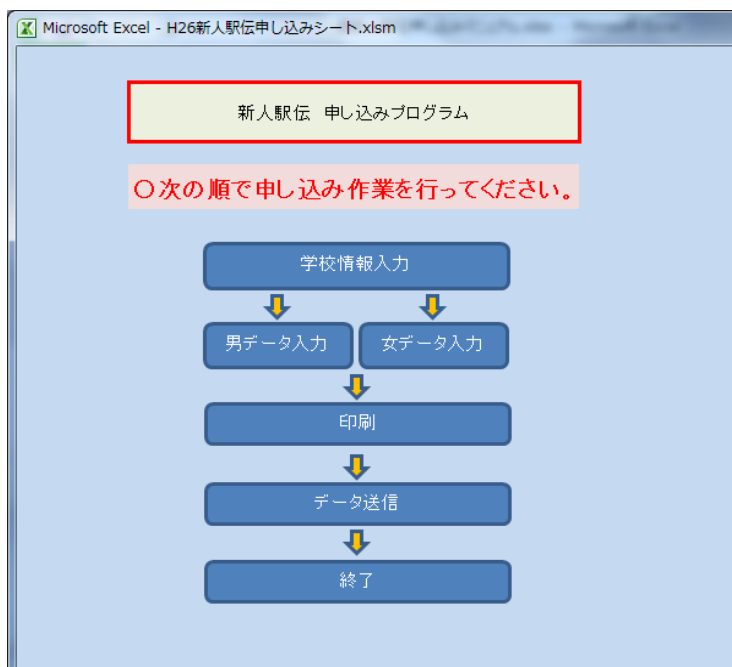 Microsoft Excel - H26新人駅伝申し込みシート.xlsm
新人駅伝 申し込みプログラム
〇次の順で申し込み作業を行ってください。
学校情報入力
男データ入力 女データ入力
印刷
データ送信
終了